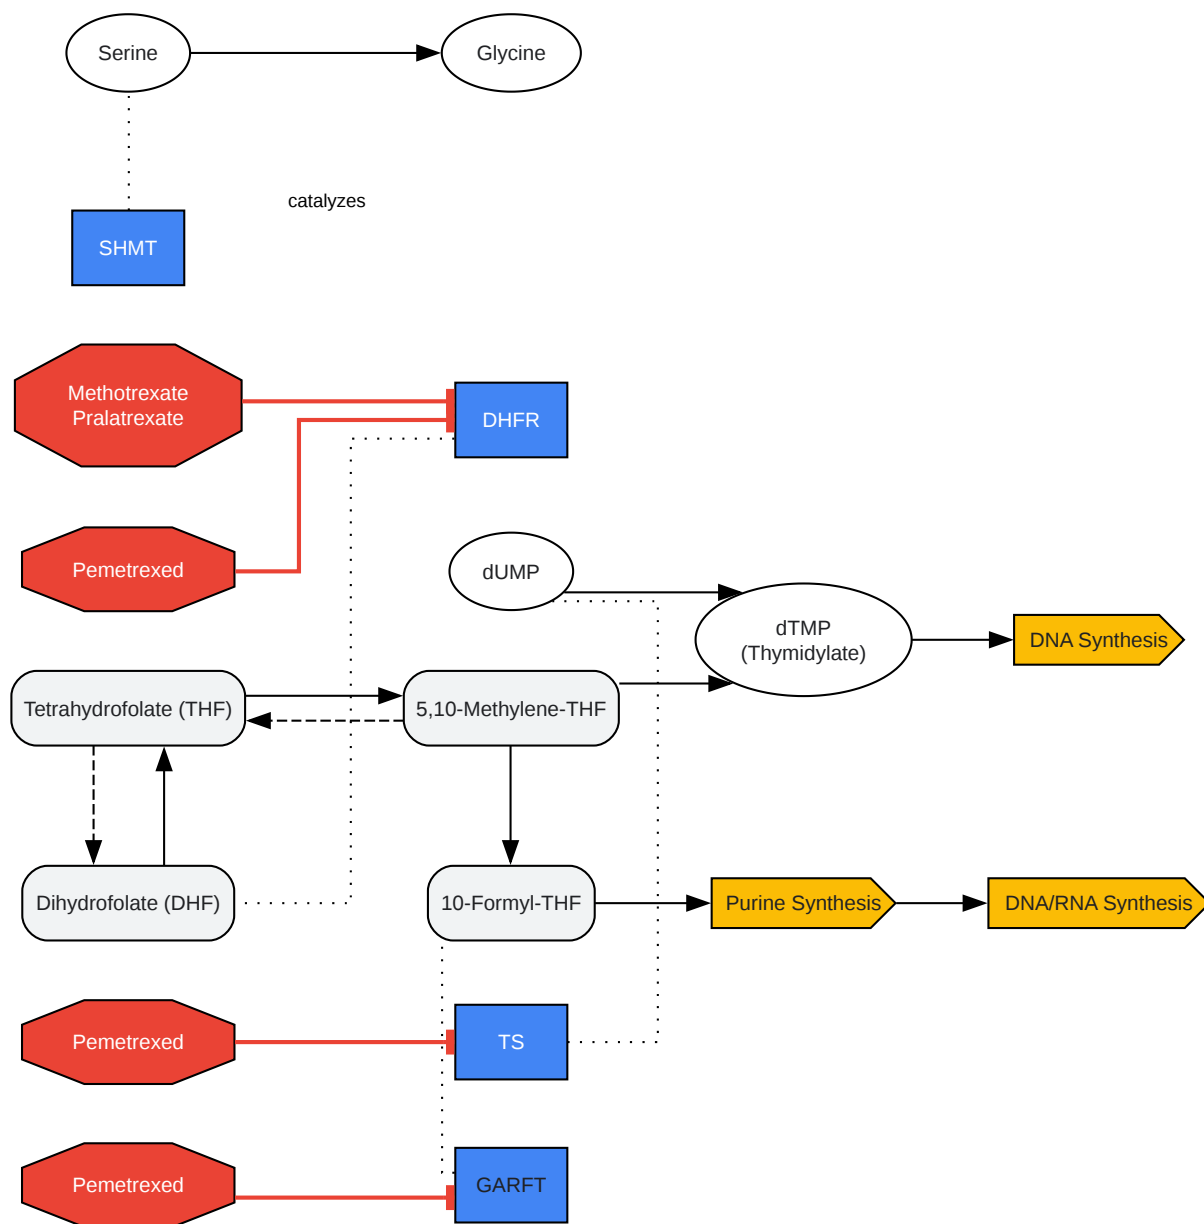 Serine
Glycine
catalyzes
SHMT
Methotrexate
Pralatrexate
DHFR
Pemetrexed
dUMP
dTMP
(Thymidylate)
DNA Synthesis
Tetrahydrofolate (THF)
5,10-Methylene-THF
Dihydrofolate (DHF)
10-Formyl-THF
Purine Synthesis
DNA/RNA Synthesis
Pemetrexed
TS
Pemetrexed
GARFT